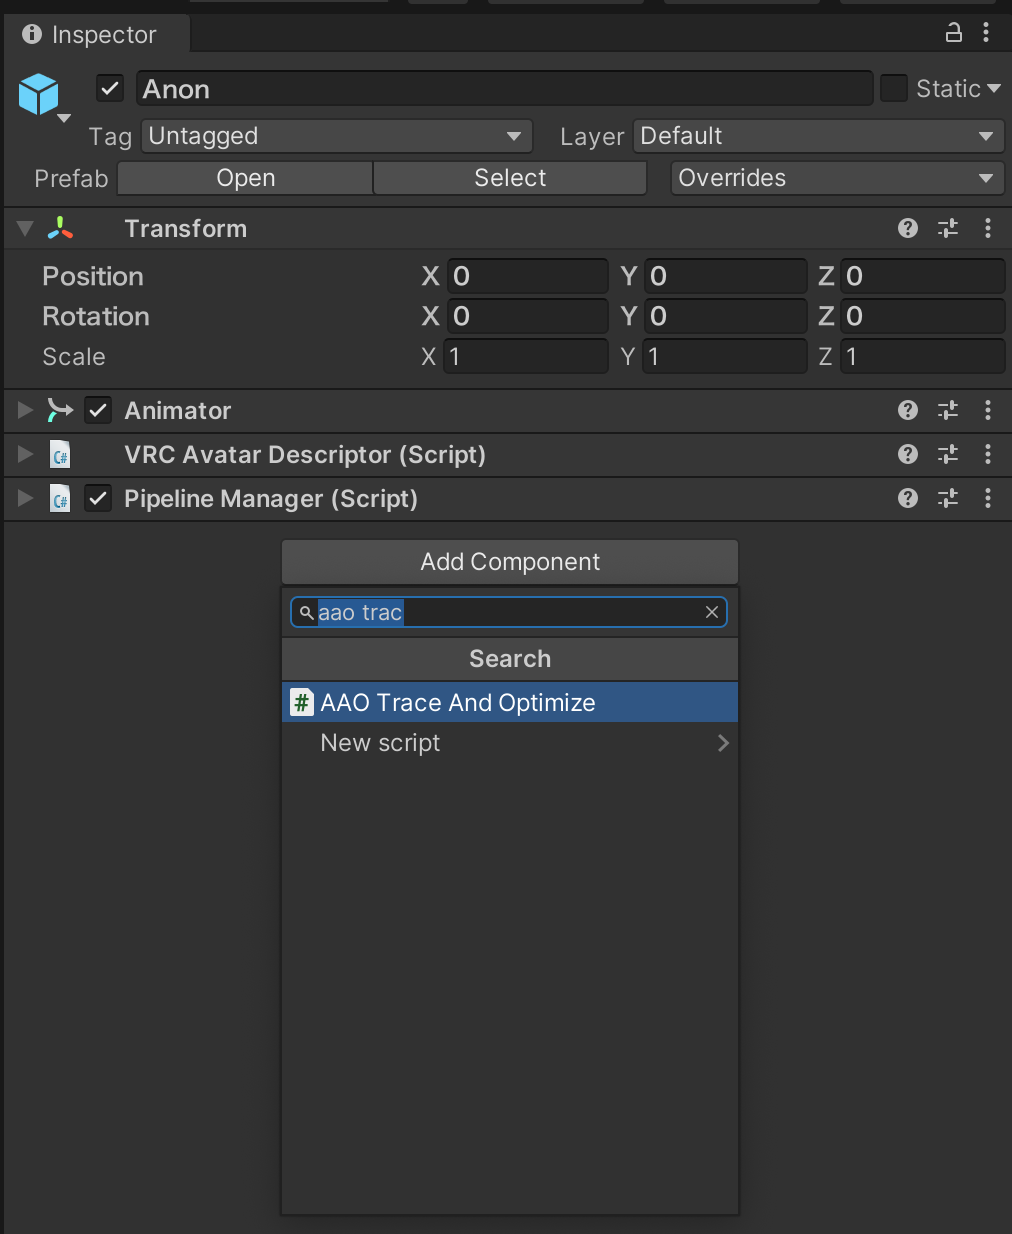 Inspector
Anon
Static
Tag Untagged Layer Default
Prefab Open Select Overrides
Transform
Position X 0 Y 0 Z 0
Rotation X 0 Y 0 Z 0
Scale X 1 Y 1 Z 1
Animator
C# VRC Avatar Descriptor (Script)
C# Pipeline Manager (Script)
Add Component
aao trac
Search
# AAO Trace And Optimize
New script